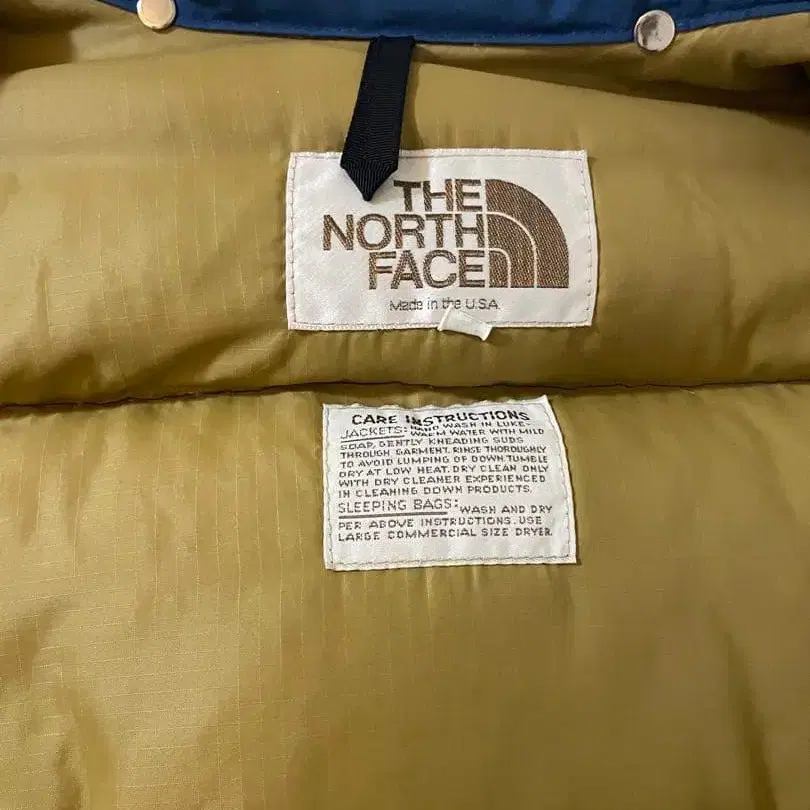 THE
NORTH
FACE
Made in the U.S.A.
CARE INSTRUCTIONS
JACKETS: HAND WASH IN LUKE-
WARM WATER WITH MILD
SOAP, GENTLY KNEADING SUDS
THROUGH GARMENT. RINSE THOROUGHLY
TO AVOID LUMPING OF DOWN. TUMBLE
DRY AT LOW HEAT. DRY CLEAN ONLY
WITH DRY CLEANER EXPERIENCED
IN CLEANING DOWN PRODUCTS.
SLEEPING BAGS: WASH AND DRY
PER ABOVE INSTRUCTIONS. USE
LARGE COMMERCIAL SIZE DRYER.